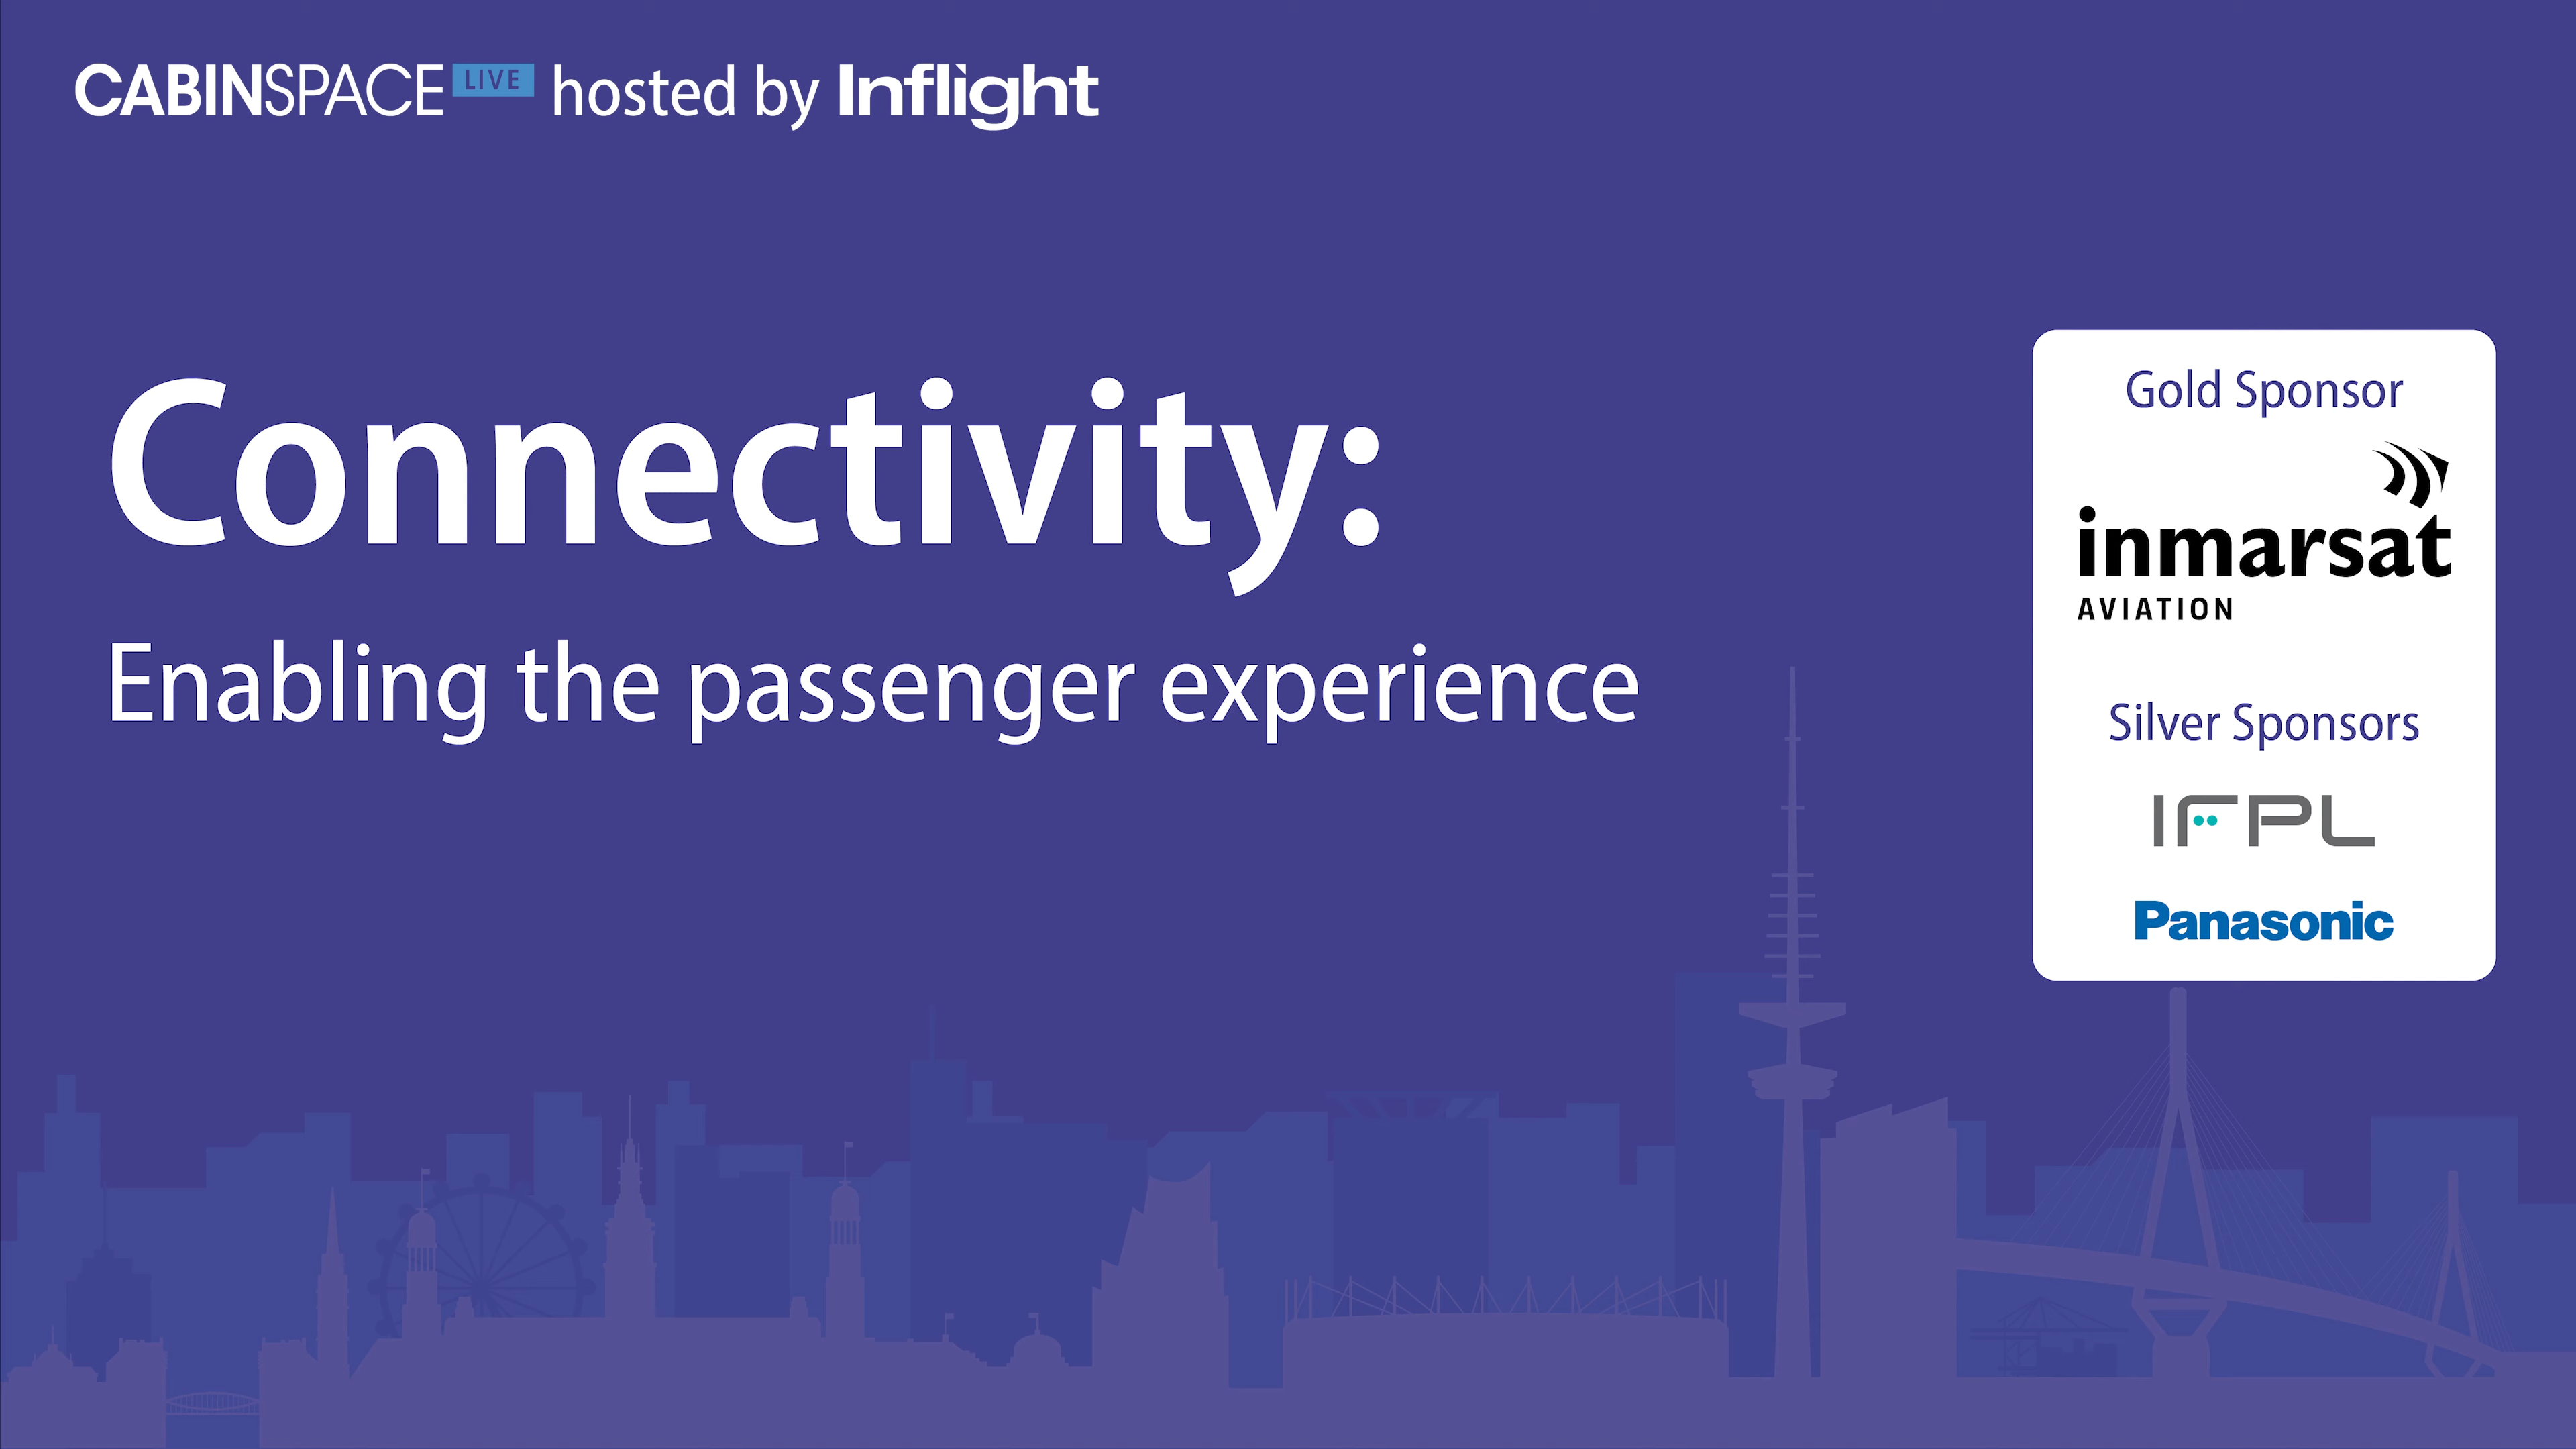 CABINSPACE LIVE hosted by Inflight
Connectivity:
Enabling the passenger experience
Gold Sponsor
inmarsat
AVIATION
Silver Sponsors
IFPL
Panasonic